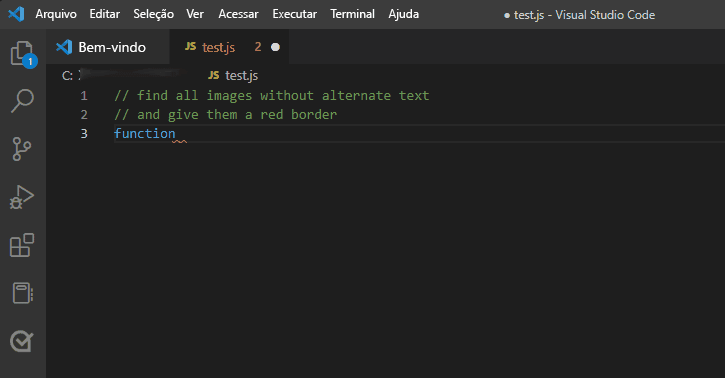 Arquivo Editar Seleção Ver Acessar Executar Terminal Ajuda ● test.js - Visual Studio Code
Bem-vindo JS test.js 2 ●
C: JS test.js
1 // find all images without alternate text
2 // and give them a red border
3 function
1